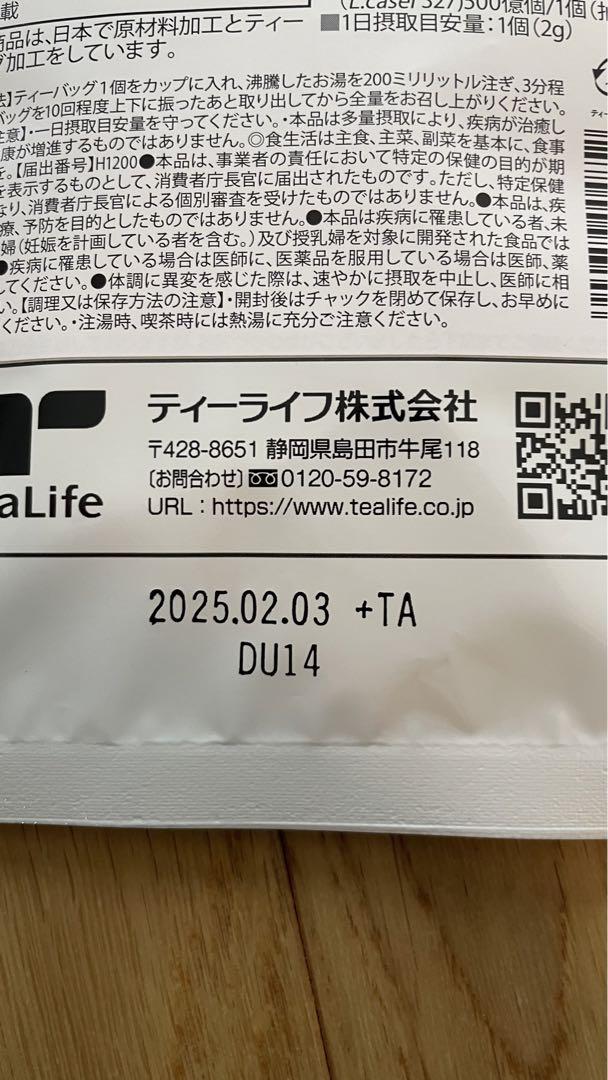 載
(L.casei 327)500億個/1個(
商品は、日本で原材料加工とティー
■1日摂取目安量:1個(2g)
グ加工をしています。
法】ティーバッグ1個をカップに入れ、沸騰したお湯を200ミリリットル注ぎ、3分程
バッグを10回程度上下に振ったあと取り出してから全量をお召し上がりください。
注意】・一日摂取目安量を守ってください。・本品は多量摂取により、疾病が治癒し
康が増進するものではありません。◎食生活は主食、主菜、副菜を基本に、食事
を。【届出番号】H1200●本品は、事業者の責任において特定の保健の目的が期
を表示するものとして、消費者庁長官に届出されたものです。ただし、特定保健
なり、消費者庁長官による個別審査を受けたものではありません。●本品は、疾
療、予防を目的としたものではありません。●本品は疾病に罹患している者、未
婦(妊娠を計画している者を含む。)及び授乳婦を対象に開発された食品では
●疾病に罹患している場合は医師に、医薬品を服用している場合は医師、薬
してください。●体調に異変を感じた際は、速やかに摂取を中止し、医師に相
い。【調理又は保存方法の注意】・開封後はチャックを閉めて保存し、お早めに
ください。・注湯時、喫茶時には熱湯に充分ご注意ください。
ティーライフ株式会社
〒428-8651 静岡県島田市牛尾118
〔お問合わせ〕0120-59-8172
aLife
URL:https://www.tealife.co.jp
2025.02.03 +TA
DU14